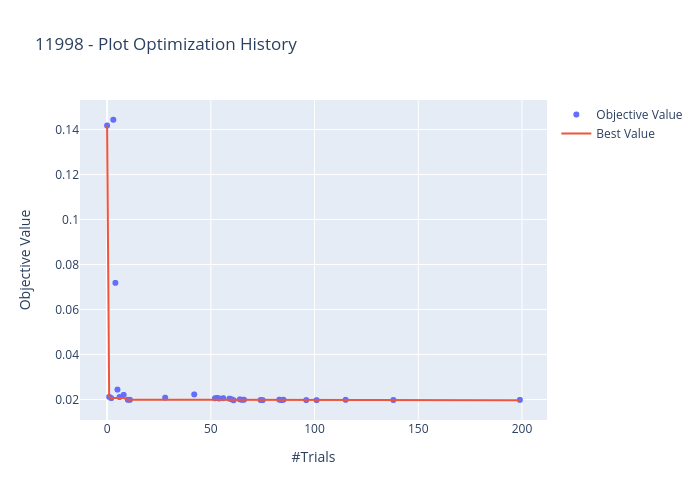 11998 - Plot Optimization History
Objective Value
Best Value
0.14
0.12
0.1
0.08
0.06
0.04
0.02
Objective Value
0
50
100
150
200
#Trials